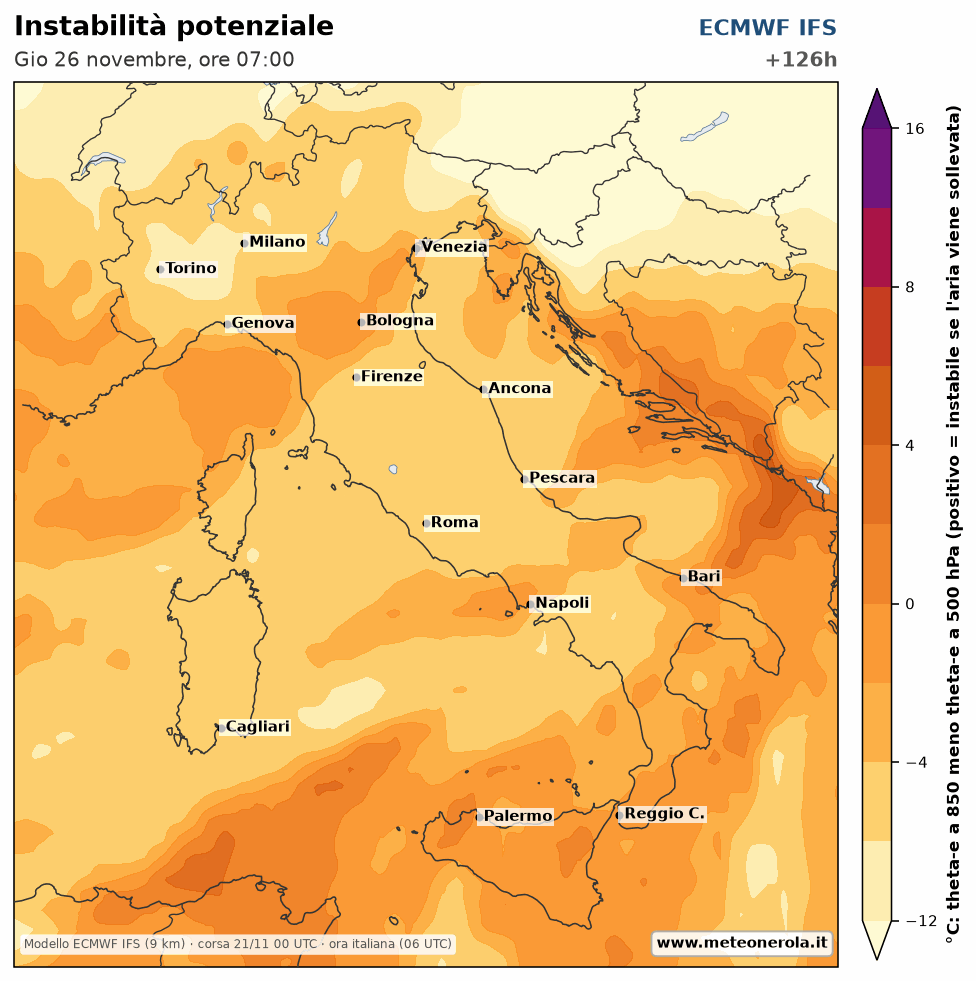 Instabilità potenziale
ECMWF IFS
Gio 26 novembre, ore 07:00
+126h
Milano
Venezia
Torino
Genova
Bologna
Firenze
Ancona
Pescara
Roma
Bari
Napoli
Cagliari
Palermo
Reggio C.
16
8
4
0
−4
−12
°C: theta-e a 850 meno theta-e a 500 hPa (positivo = instabile se l'aria viene sollevata)
Modello ECMWF IFS (9 km) · corsa 21/11 00 UTC · ora italiana (06 UTC)
www.meteonerola.it